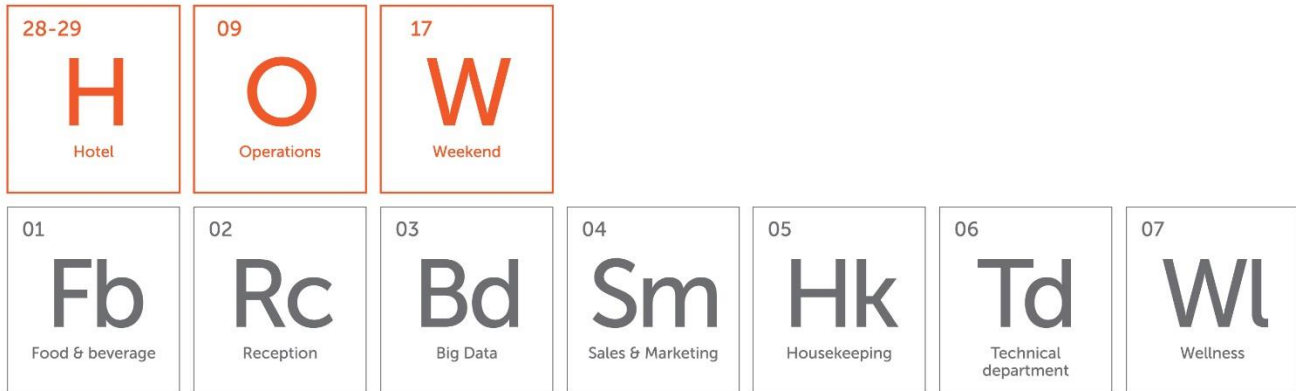 28-29 09 17
H O W
Hotel Operations Weekend
01 02 03 04 05 06 07
Fb Rc Bd Sm Hk Td Wl
Food & beverage Reception Big Data Sales & Marketing Housekeeping Technical Wellness
department